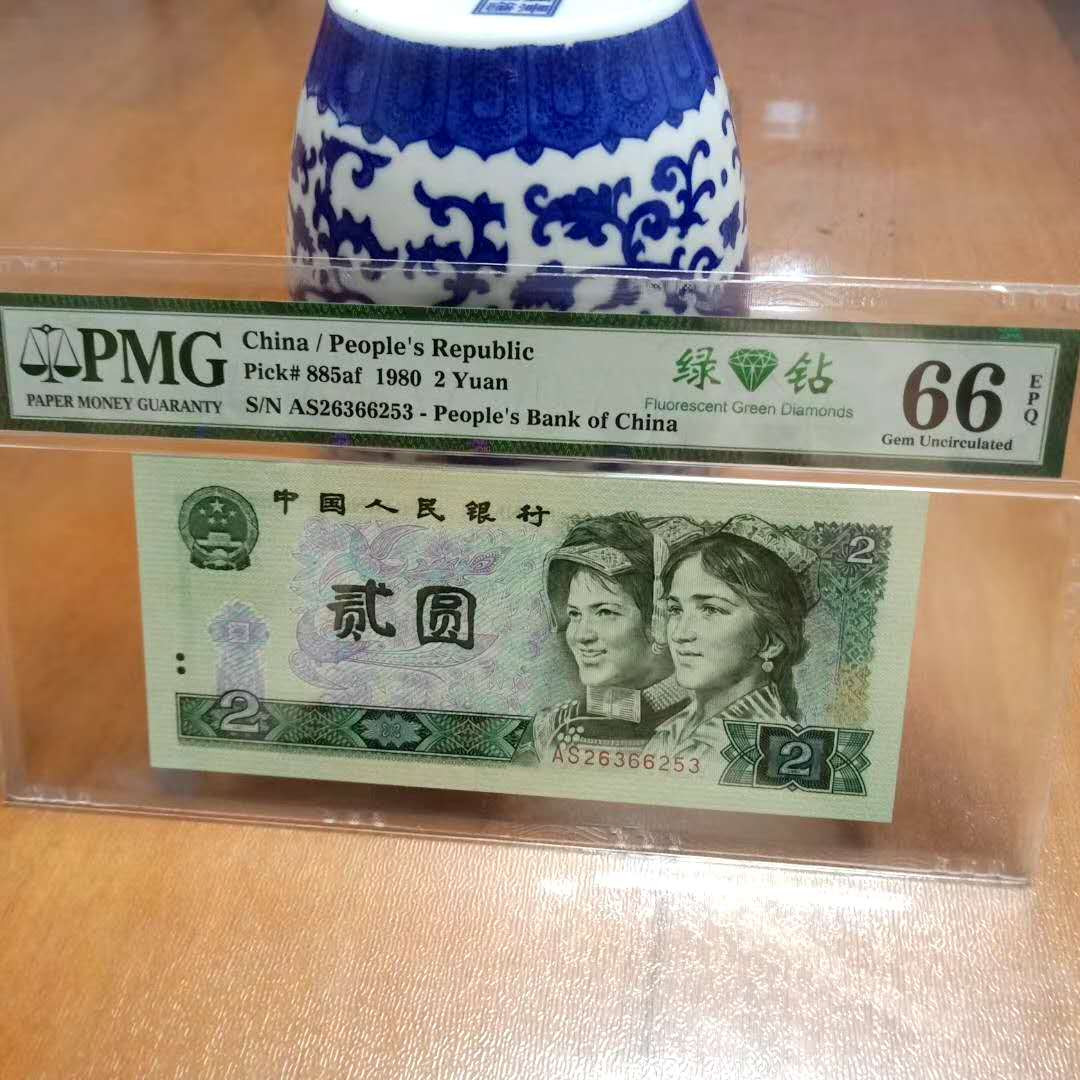 PMG
PAPER MONEY GUARANTY
China / People's Republic
Pick# 885af 1980 2 Yuan
S/N AS26366253 - People's Bank of China
绿 钻
Fluorescent Green Diamonds
66
EPQ
Gem Uncirculated
中国人民银行
2
贰圆
2
AS26366253
2